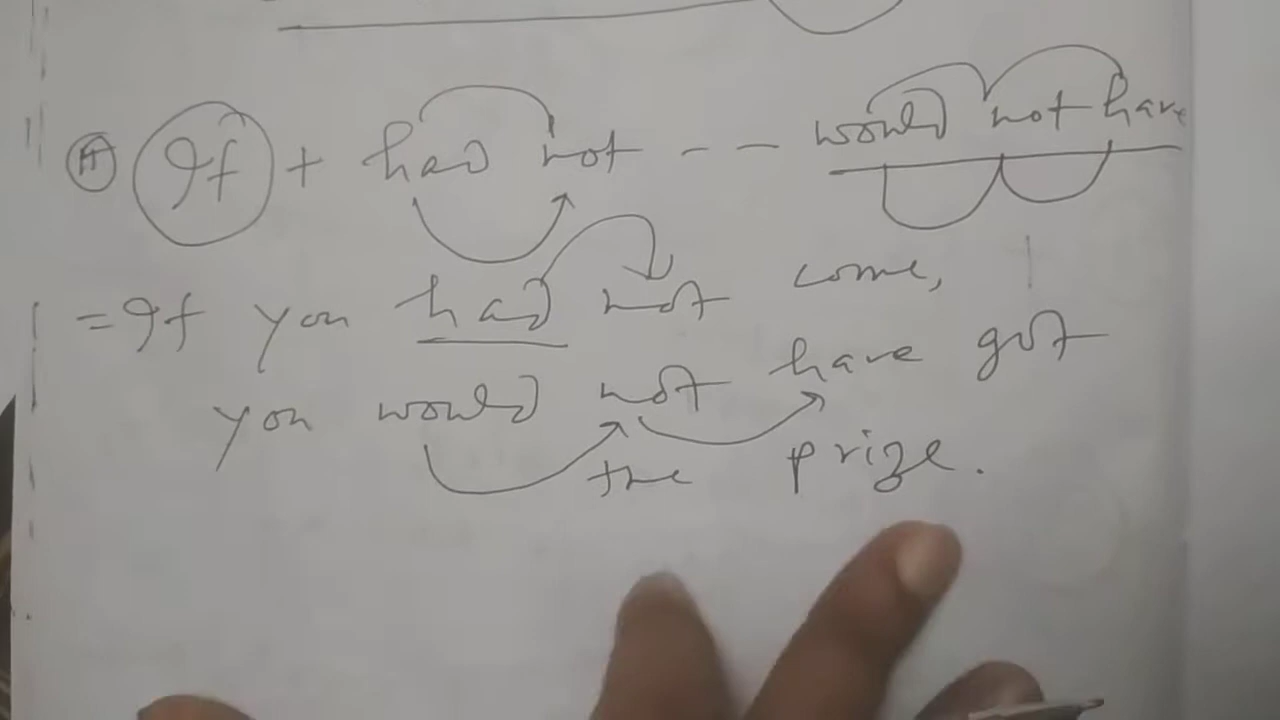 If + had not - - would not have
= If you had not come,
you would not have got
the prize.